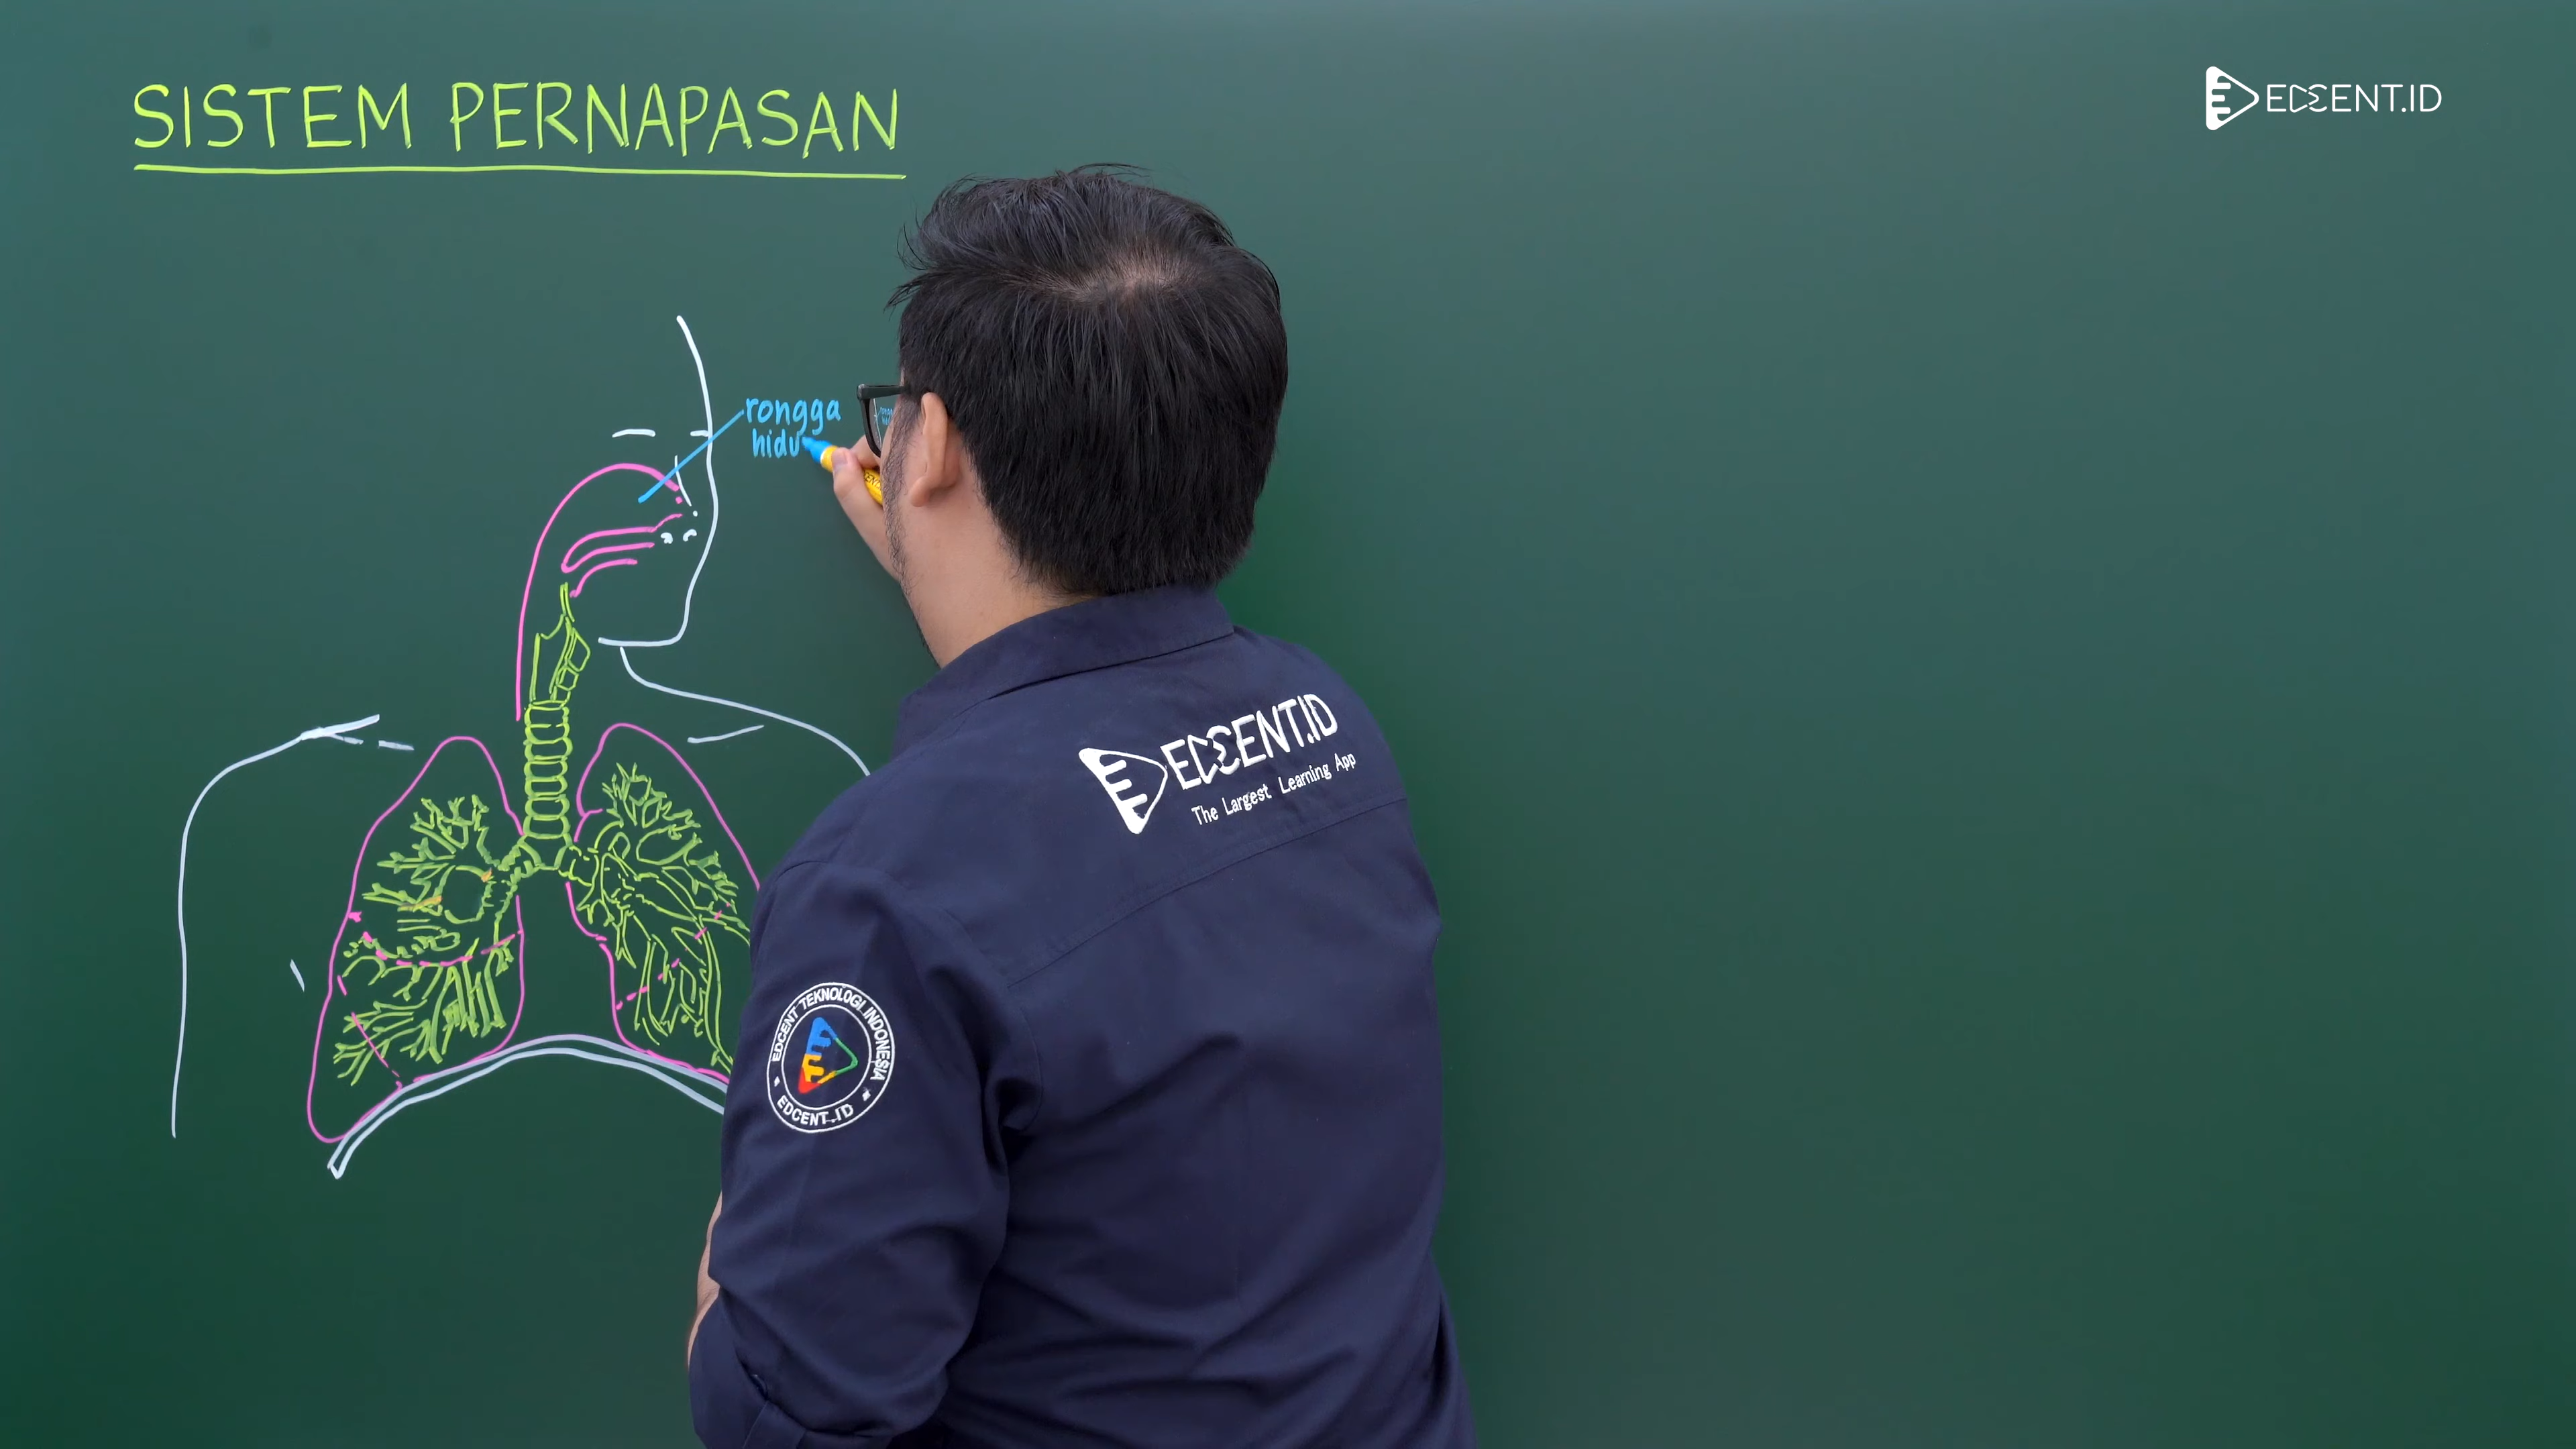 SISTEM PERNAPASAN
EDCENT.ID
rongga
hidu
EDCENT.ID
The Largest Learning App
EDCENT TEKNOLOGI INDONESIA
EDCENT.ID